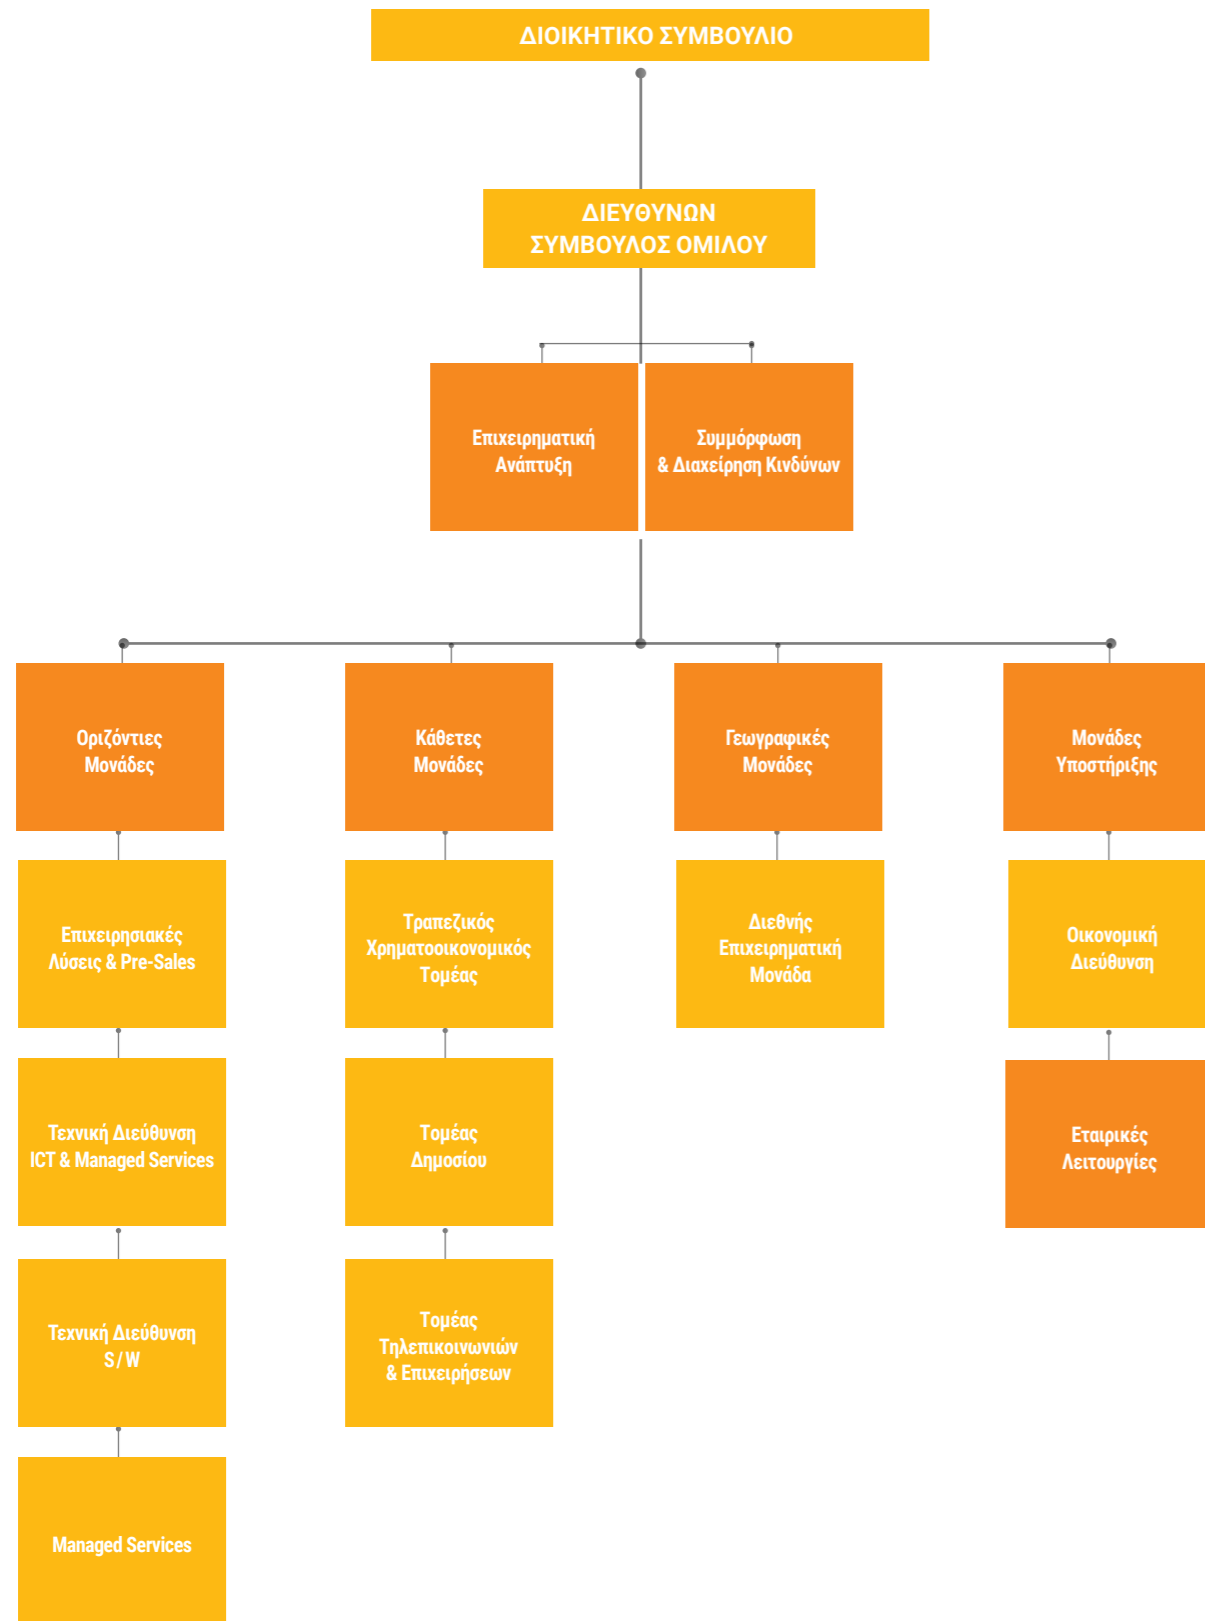 ΔΙΟΙΚΗΤΙΚΟ ΣΥΜΒΟΥΛΙΟ
ΔΙΕΥΘΥΝΩΝ
ΣΥΜΒΟΥΛΟΣ ΟΜΙΛΟΥ
Επιχειρηματική
Ανάπτυξη
Συμμόρφωση
& Διαχείρηση Κινδύνων
Οριζόντιες
Μονάδες
Κάθετες
Μονάδες
Γεωγραφικές
Μονάδες
Μονάδες
Υποστήριξης
Επιχειρησιακές
Λύσεις & Pre-Sales
Τραπεζικός
Χρηματοοικονομικός
Τομέας
Διεθνής
Επιχειρηματική
Μονάδα
Οικονομική
Διεύθυνση
Τεχνική Διεύθυνση
ICT & Managed Services
Τομέας
Δημοσίου
Εταιρικές
Λειτουργίες
Τεχνική Διεύθυνση
S / W
Τομέας
Τηλεπικοινωνιών
& Επιχειρήσεων
Managed Services